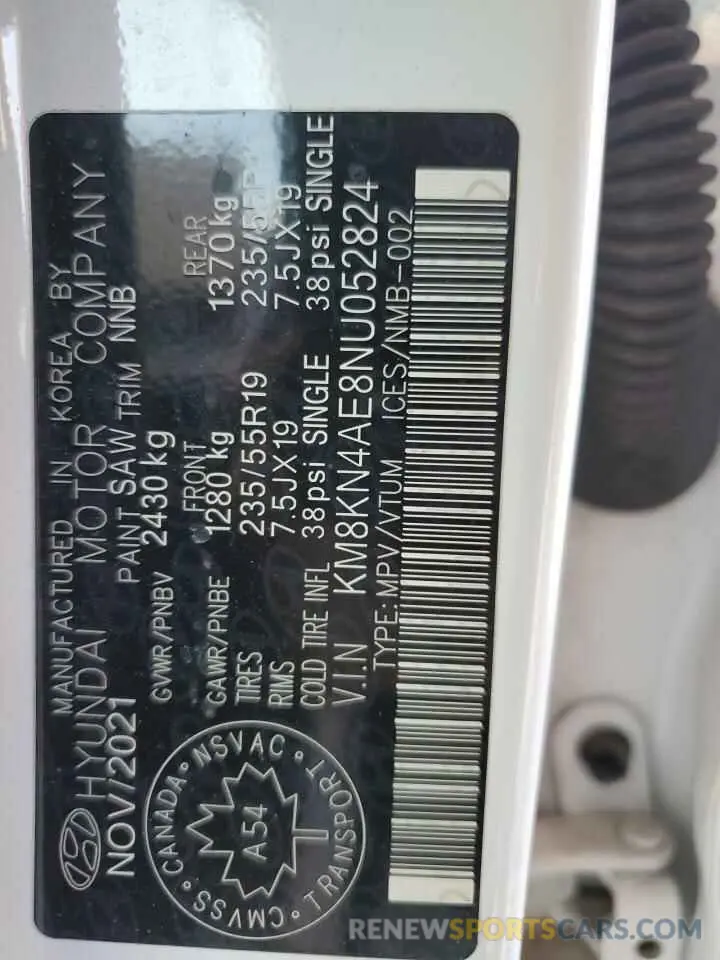 MANUFACTURED IN KOREA BY
HYUNDAI MOTOR COMPANY
NOV/2021 PAINT SAW TRIM NNB
GVWR/PNBV 2430 kg
FRONT REAR
GAWR/PNBE 1280 kg 1370 kg
TIRES 235/55R19
RIMS 7.5JX19 7.5JX19
COLD TIRE INFL 38psi SINGLE 38psi SINGLE
V.I.N KM8KN4AE8NU052824
TYPE:MPV/VTUM ICES/NMB-002
CANADA • NSVAC • TRANSPORT • CMVSS •
A54
RENEWSPORTSCARS.COM